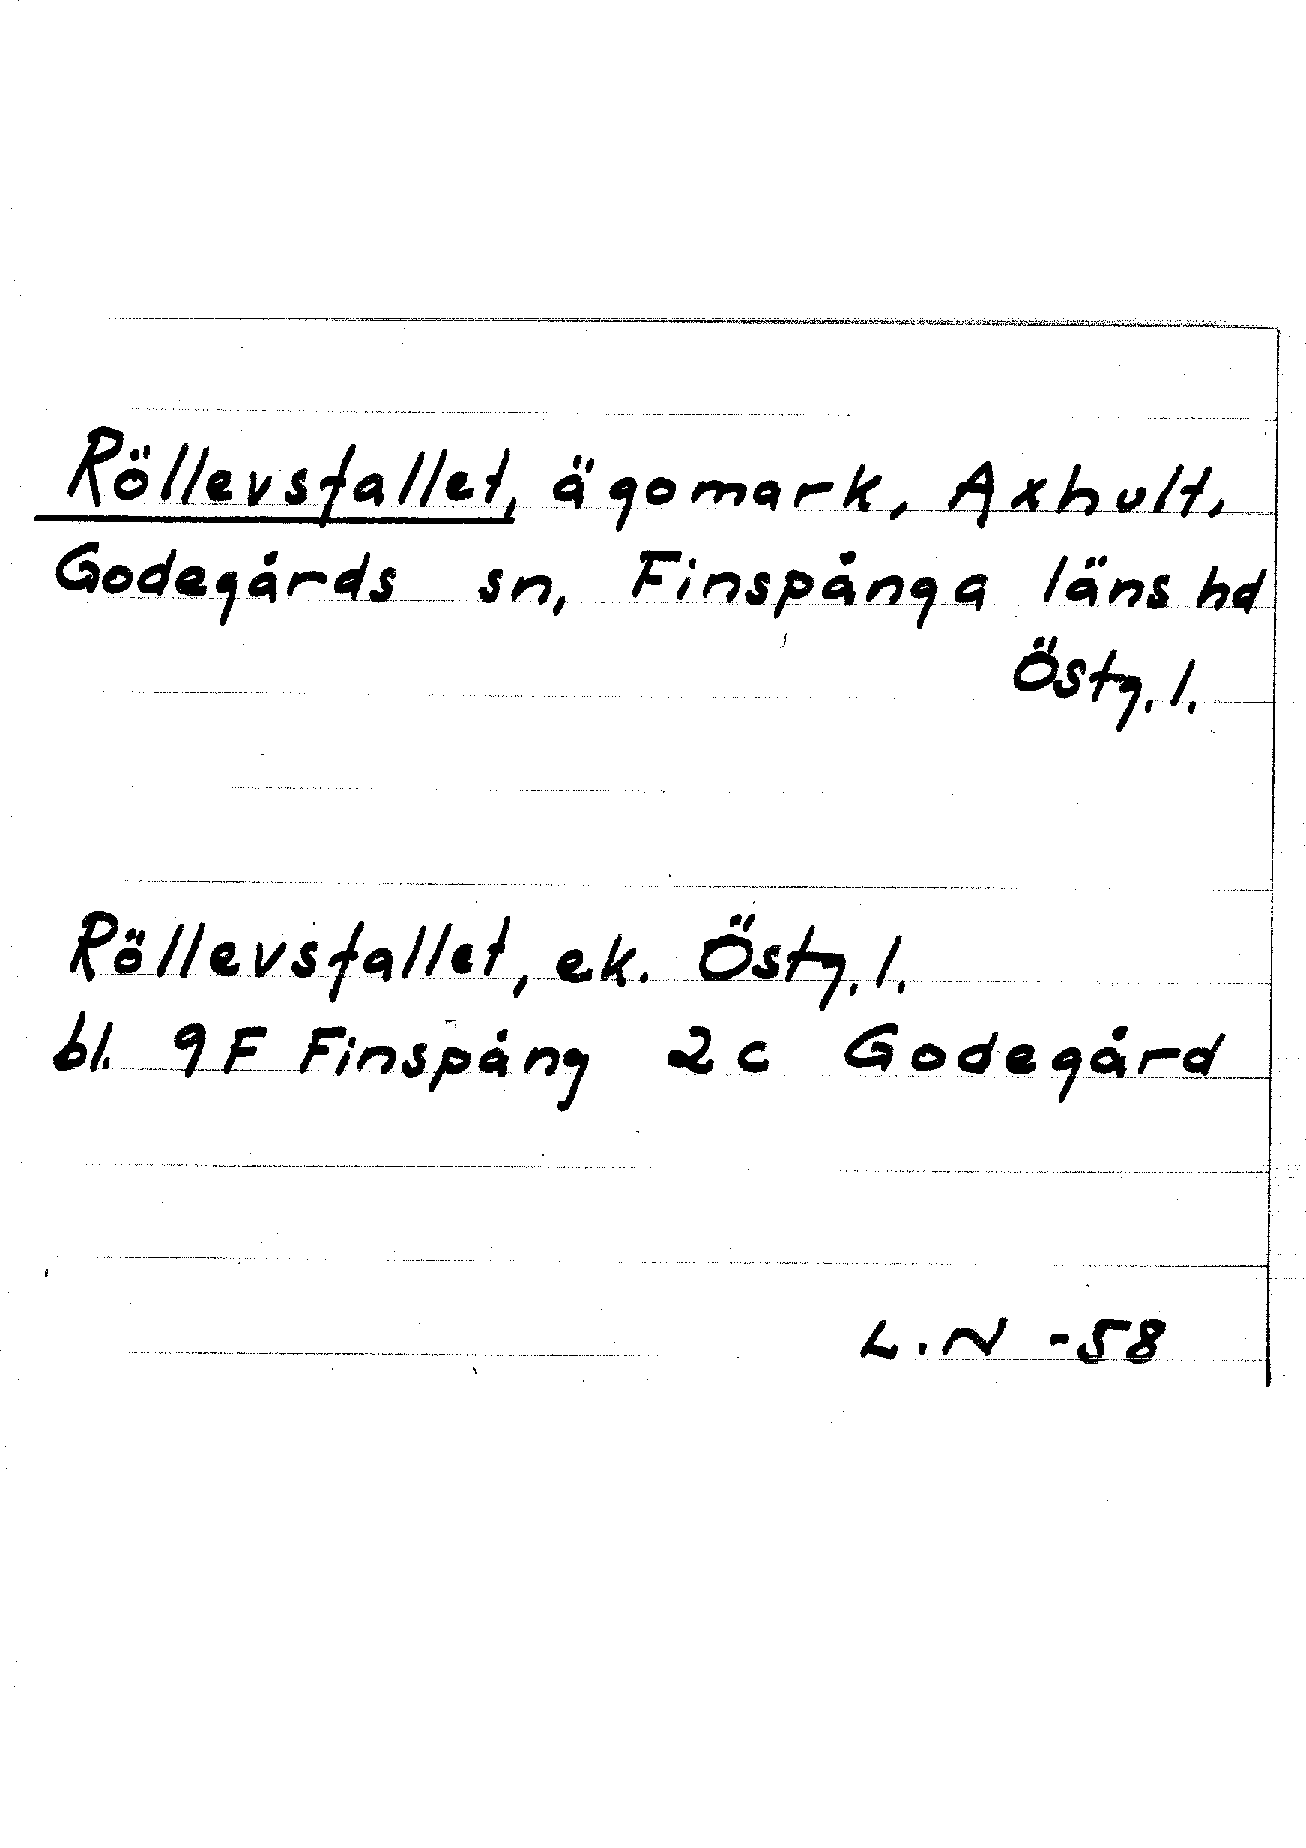 Röllevsfallet, ägomark, Axhult,
Godegårds sn, Finspånga läns hd
Östg. l.
Röllevsfallet, ek. Östg. l.
bl. 9F Finspång 2c Godegård
L.N -58